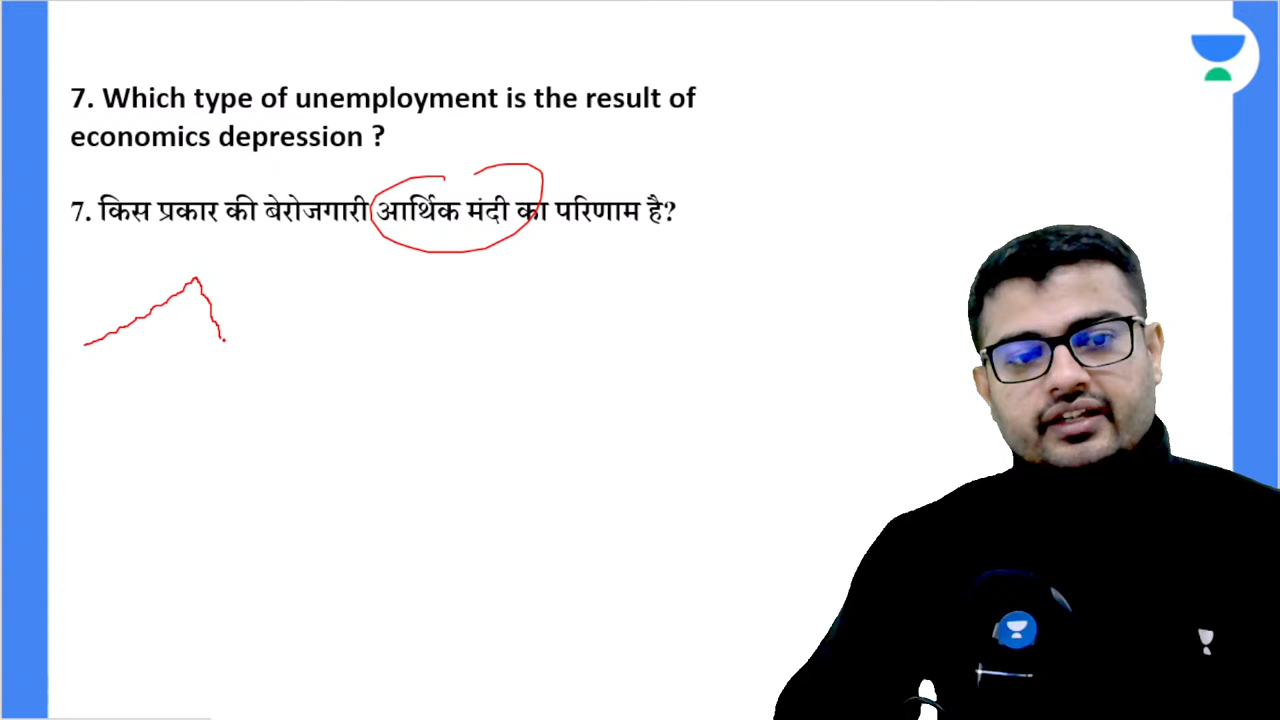 7. Which type of unemployment is the result of
economics depression ?
7. किस प्रकार की बेरोजगारी आर्थिक मंदी का परिणाम है?